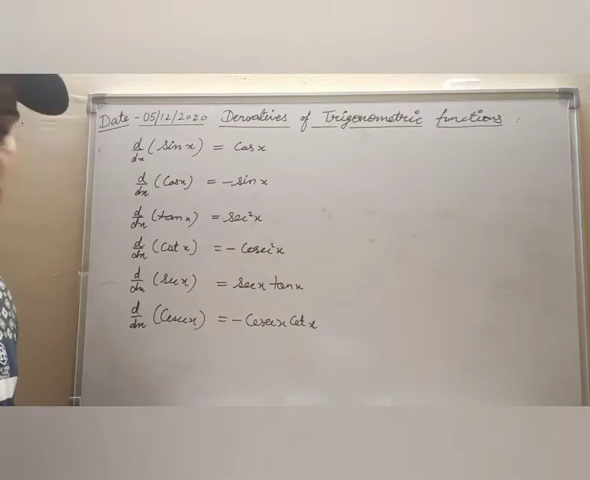 Date - 05/12/2020 Derivatives of Trigonometric functions :
d/dx (sin x) = Cos x
d/dx (Cosx) = -sin x
d/dx (tan x) = sec²x
d/dx (Cot x) = - Cosec²x
d/dx (sec x) = sec x tan x
d/dx (Cosec x) = - Cosec x Cot x